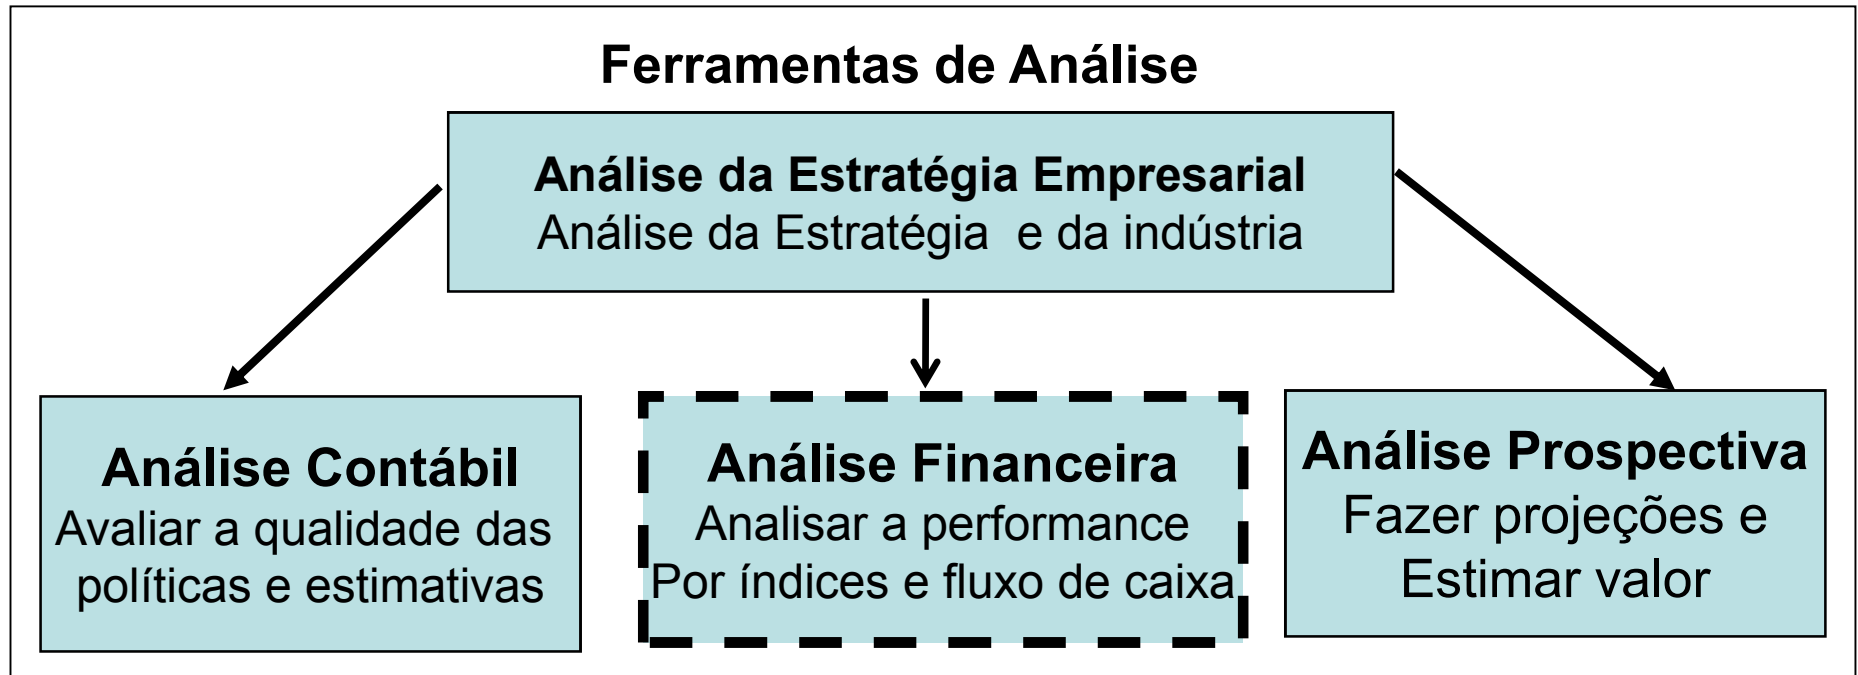 Ferramentas de Análise
Análise da Estratégia Empresarial
Análise da Estratégia e da indústria
Análise Contábil
Avaliar a qualidade das
políticas e estimativas
Análise Financeira
Analisar a performance
Por índices e fluxo de caixa
Análise Prospectiva
Fazer projeções e
Estimar valor